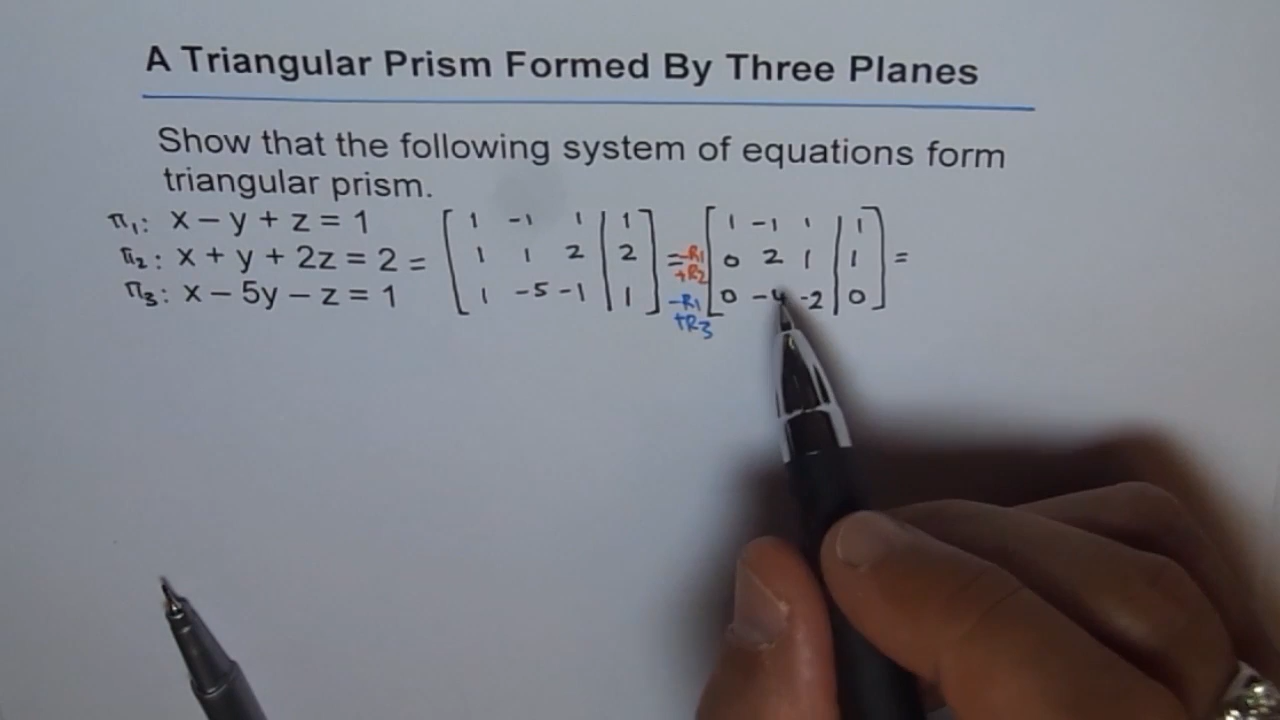 A Triangular Prism Formed By Three Planes
Show that the following system of equations form
triangular prism.
π₁: x – y + z = 1 = [ 1 -1 1 | 1 ] = -R1 [ 1 -1 1 | 1 ] =
π₂: x + y + 2z = 2 [ 1 1 2 | 2 ] +R2 [ 0 2 1 | 1 ]
π₃: x – 5y – z = 1 [ 1 -5 -1 | 1 ] -R1 +R3 [ 0 -4 -2 | 0 ]